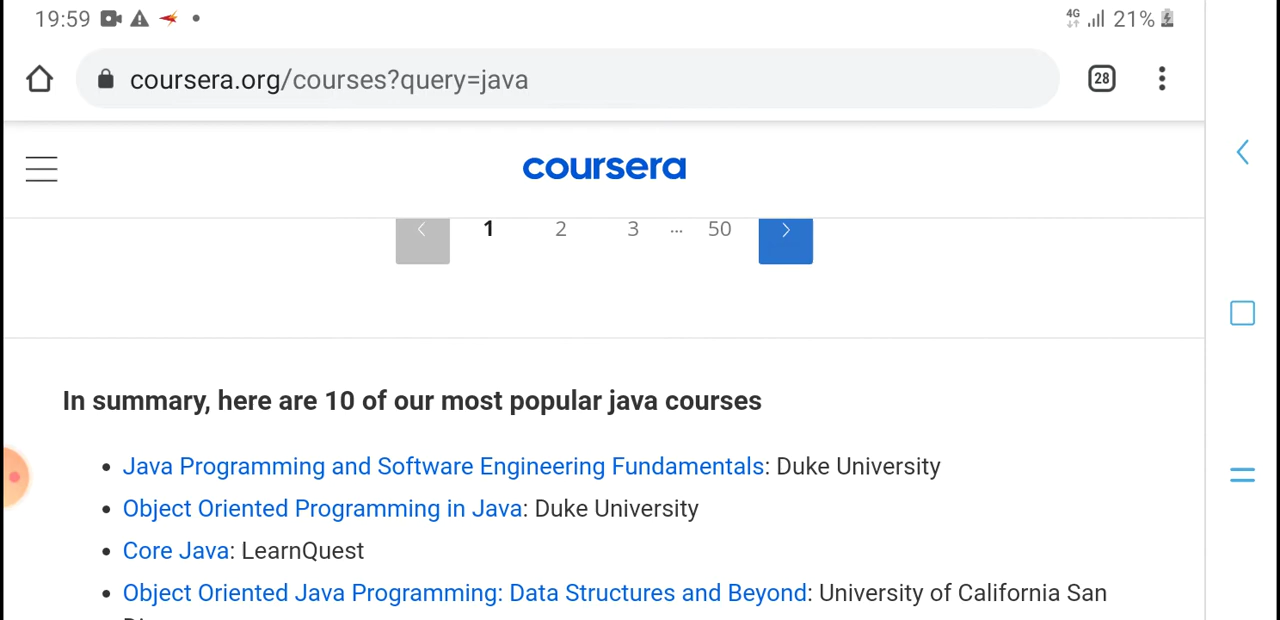 19:59 4G 21%
coursera.org/courses?query=java 28
coursera
1 2 3 ... 50
In summary, here are 10 of our most popular java courses
• Java Programming and Software Engineering Fundamentals: Duke University
• Object Oriented Programming in Java: Duke University
• Core Java: LearnQuest
• Object Oriented Java Programming: Data Structures and Beyond: University of California San